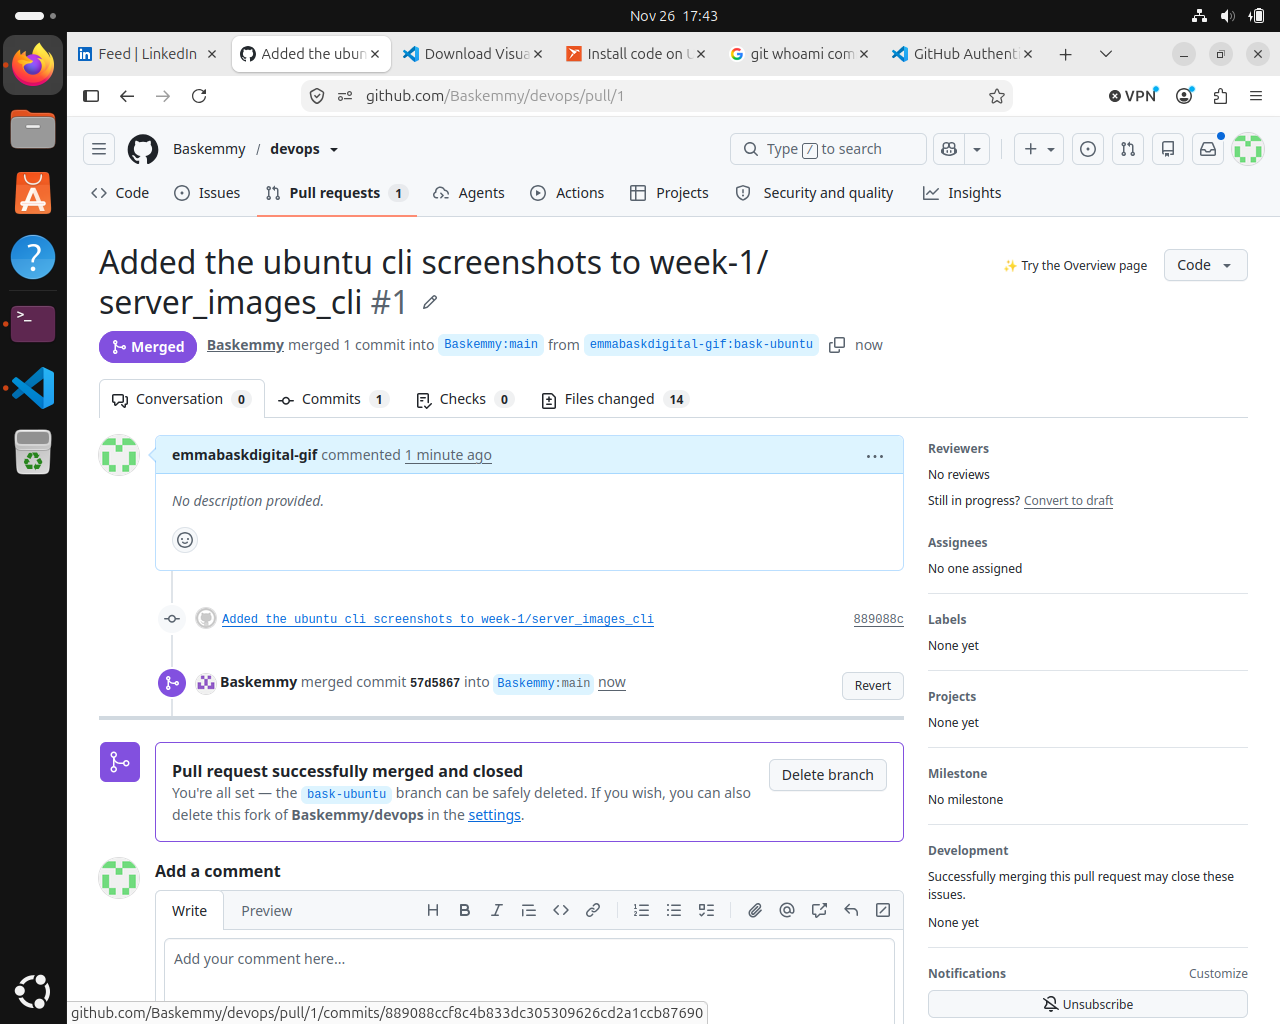 Nov 26 17:43
Feed | LinkedIn
Added the ubun
Download Visua
Install code on U
git whoami com
GitHub Authenti
github.com/Baskemmy/devops/pull/1
VPN
Baskemmy / devops
Type / to search
Code
Issues
Pull requests 1
Agents
Actions
Projects
Security and quality
Insights
Added the ubuntu cli screenshots to week-1/
server_images_cli #1
Try the Overview page
Code
Merged
Baskemmy merged 1 commit into Baskemmy:main from emmabaskdigital-gif:bask-ubuntu now
Conversation 0
Commits 1
Checks 0
Files changed 14
emmabaskdigital-gif commented 1 minute ago
No description provided.
Added the ubuntu cli screenshots to week-1/server_images_cli 889088c
Baskemmy merged commit 57d5867 into Baskemmy:main now
Revert
Pull request successfully merged and closed
You're all set — the bask-ubuntu branch can be safely deleted. If you wish, you can also
delete this fork of Baskemmy/devops in the settings.
Delete branch
Add a comment
Write
Preview
Add your comment here...
Reviewers
No reviews
Still in progress? Convert to draft
Assignees
No one assigned
Labels
None yet
Projects
None yet
Milestone
No milestone
Development
Successfully merging this pull request may close these
issues.
None yet
Notifications
Customize
Unsubscribe
github.com/Baskemmy/devops/pull/1/commits/889088ccf8c4b833dc305309626cd2a1ccb87690